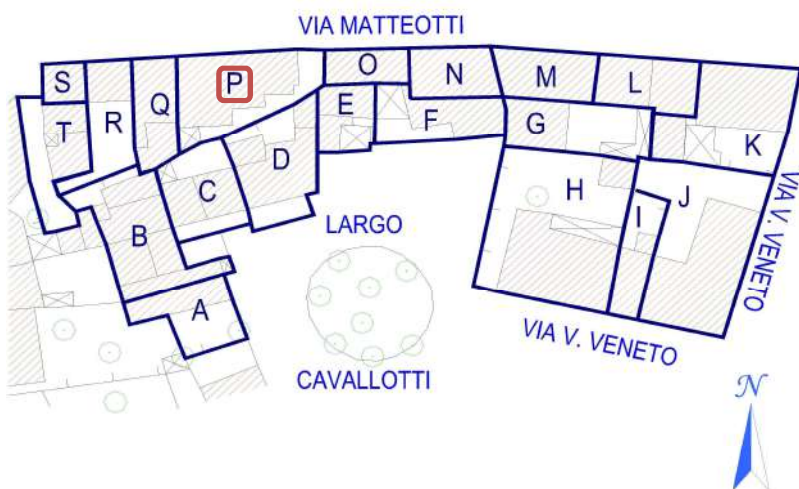 VIA MATTEOTTI
S
P
O
N
M
L
T
R
Q
E
F
G
K
D
C
B
H
I
J
LARGO
A
VIA V. VENETO
VIA V. VENETO
CAVALLOTTI
N